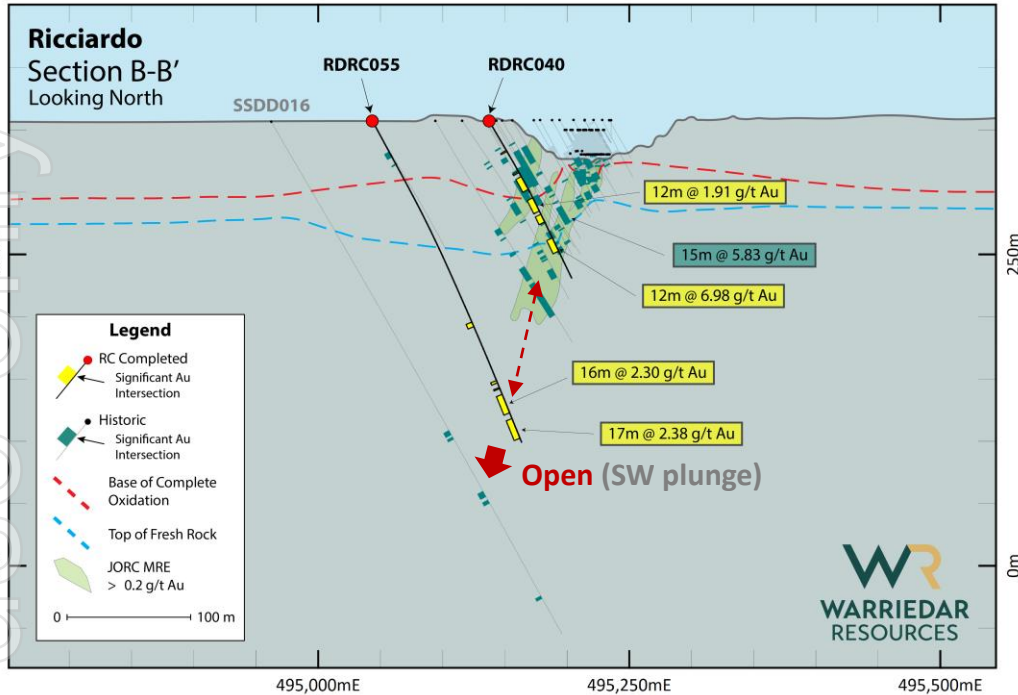 Ricciardo
Section B-B'
Looking North
RDRC055
RDRC040
SSDD016
12m @ 1.91 g/t Au
15m @ 5.83 g/t Au
12m @ 6.98 g/t Au
16m @ 2.30 g/t Au
17m @ 2.38 g/t Au
Open (SW plunge)
250m
0m
Legend
RC Completed
Significant Au
Intersection
Historic
Significant Au
Intersection
Base of Complete
Oxidation
Top of Fresh Rock
JORC MRE
> 0.2 g/t Au
0 100 m
WR
WARRIEDAR
RESOURCES
495,000mE
495,250mE
495,500mE